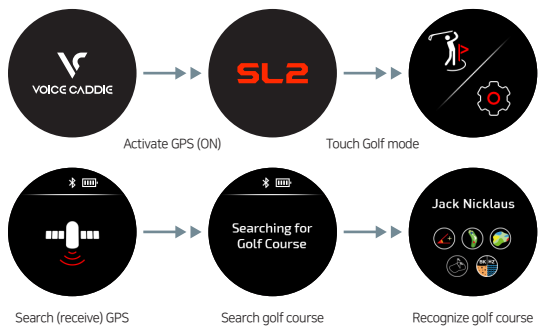 VOICE CADDIE
SL2
Activate GPS (ON)
Touch Golf mode
Searching for
Golf Course
Jack Nicklaus
Search (receive) GPS
Search golf course
Recognize golf course